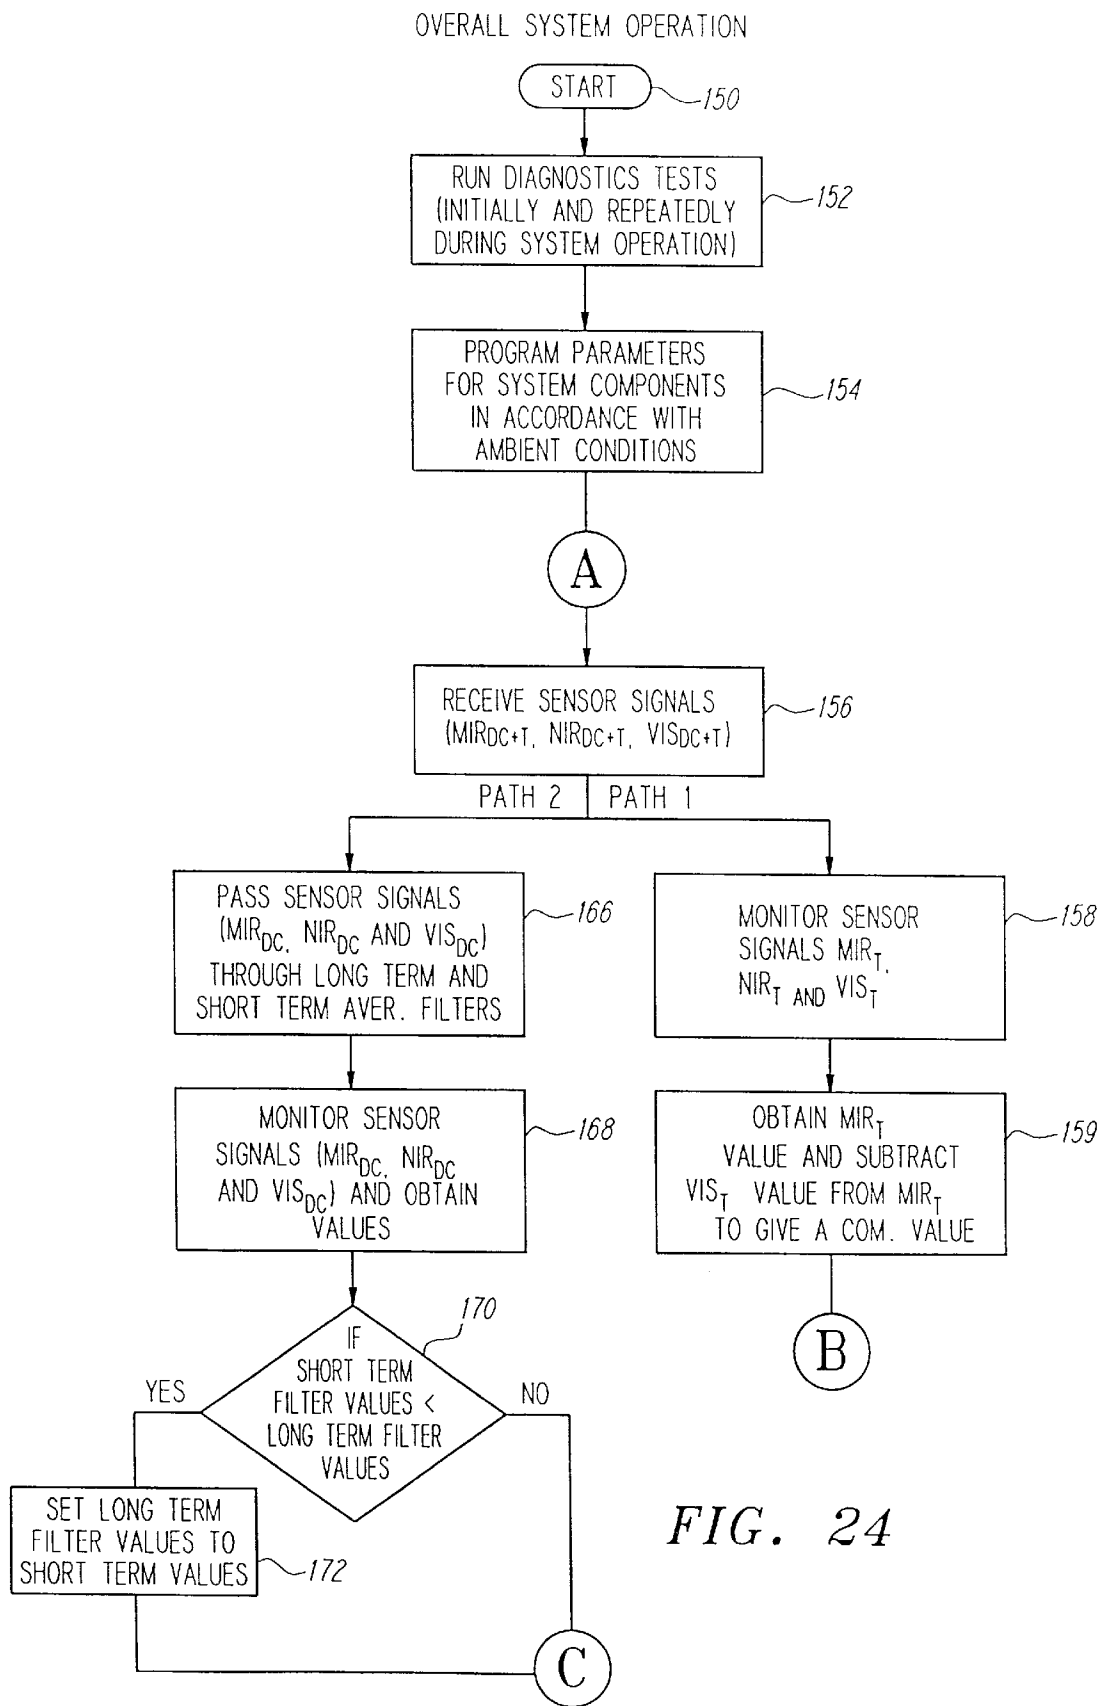 OVERALL SYSTEM OPERATION
START
150
RUN DIAGNOSTICS TESTS
(INITIALLY AND REPEATEDLY
DURING SYSTEM OPERATION)
152
PROGRAM PARAMETERS
FOR SYSTEM COMPONENTS
IN ACCORDANCE WITH
AMBIENT CONDITIONS
154
A
RECEIVE SENSOR SIGNALS
(MIRDC+T, NIRDC+T, VISDC+T)
156
PATH 2
PATH 1
PASS SENSOR SIGNALS
(MIRDC, NIRDC AND VISDC)
THROUGH LONG TERM AND
SHORT TERM AVER. FILTERS
166
MONITOR SENSOR
SIGNALS MIRT,
NIRT AND VIST
158
MONITOR SENSOR
SIGNALS (MIRDC, NIRDC
AND VISDC) AND OBTAIN
VALUES
168
OBTAIN MIRT
VALUE AND SUBTRACT
VIST VALUE FROM MIRT
TO GIVE A COM. VALUE
159
B
IF
SHORT TERM
FILTER VALUES <
LONG TERM FILTER
VALUES
170
YES
NO
SET LONG TERM
FILTER VALUES TO
SHORT TERM VALUES
172
C
FIG. 24